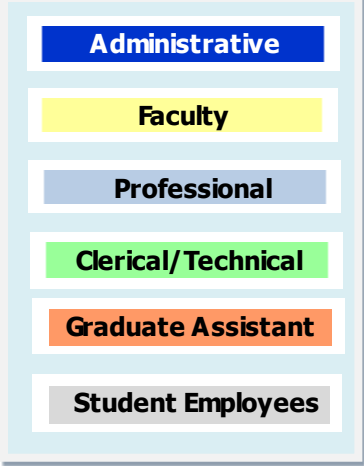 Administrative
Faculty
Professional
Clerical/Technical
Graduate Assistant
Student Employees